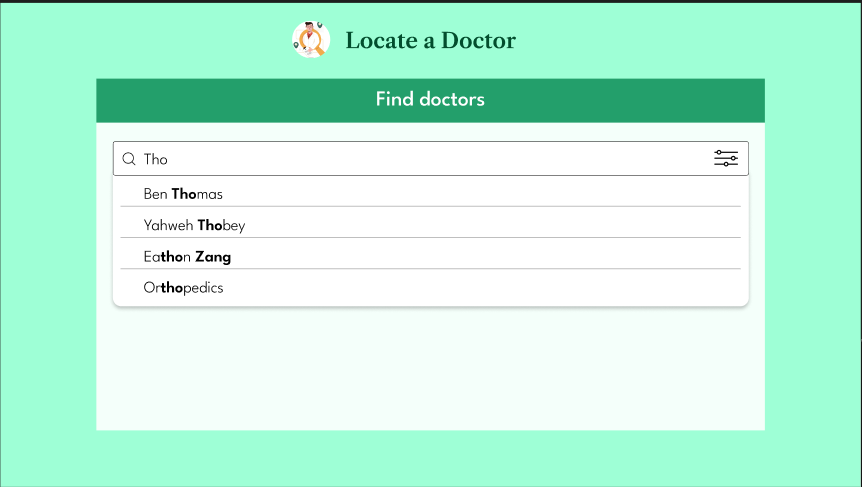 Locate a Doctor
Find doctors
Tho
Ben Thomas
Yahweh Thobey
Eathon Zang
Orthopedics